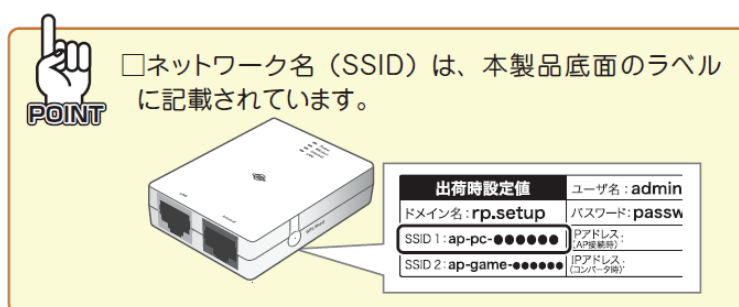 POINT
□ネットワーク名（SSID）は、本製品底面のラベル
に記載されています。
出荷時設定値
ユーザ名：admin
ドメイン名：rp.setup
パスワード：passw
SSID 1：ap-pc-●●●●●●
IPアドレス：
（AP接続時）
SSID 2：ap-game-●●●●●●
IPアドレス：
（コンバータ時）